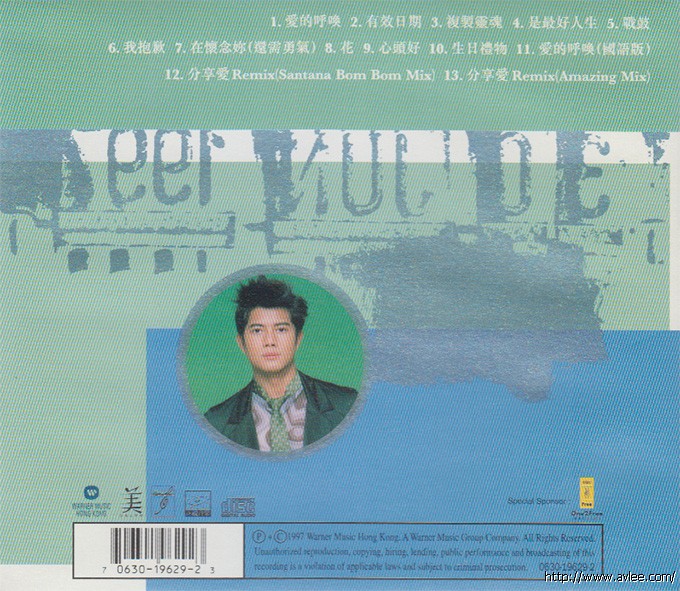 1. 愛的呼喚 2. 有效日期 3. 複製靈魂 4. 是最好人生 5. 戰鼓
6. 我抱歉 7. 在懷念妳(還需勇氣) 8. 花 9. 心頭好 10. 生日禮物 11. 愛的呼喚(國語版)
12. 分享愛 Remix(Santana Bom Bom Mix) 13. 分享愛 Remix(Amazing Mix)
Special Sponsor :
Free
WARNER MUSIC
HONG KONG
美
COMPACT
disc
DIGITAL AUDIO
Ⓟ + Ⓒ1997 Warner Music Hong Kong. A Warner Music Group Company. All Rights Reserved.
Unauthorized reproduction, copying, hiring, lending, public performance and broadcasting of this
recording is a violation of applicable laws and subject to criminal prosecution. 0630-19629-2
7 0630-19629-2 3
http://www.avlee.com/